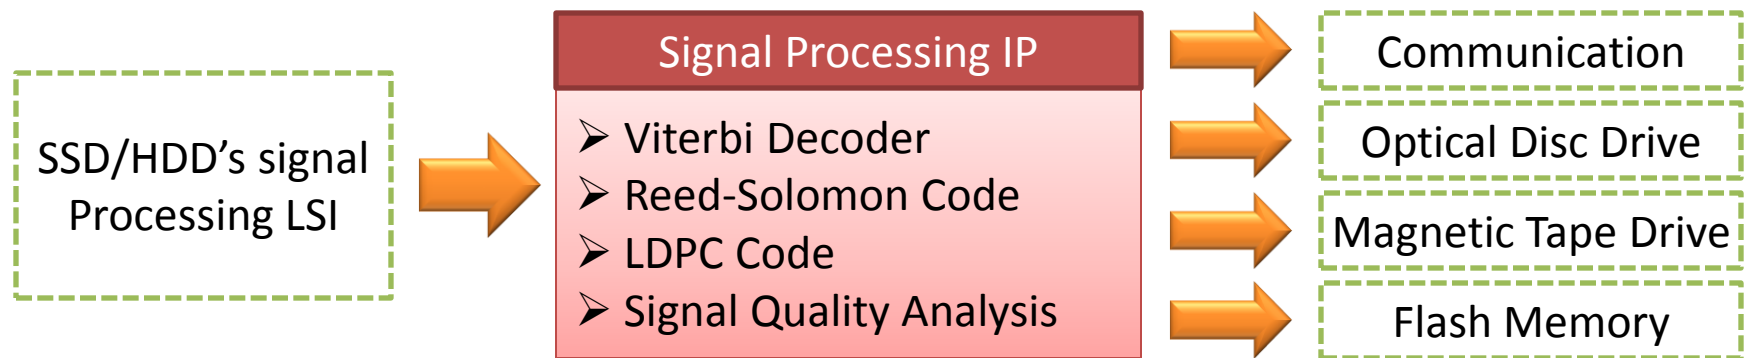 SSD/HDD’s signal
Processing LSI
Signal Processing IP
➢ Viterbi Decoder
➢ Reed-Solomon Code
➢ LDPC Code
➢ Signal Quality Analysis
Communication
Optical Disc Drive
Magnetic Tape Drive
Flash Memory